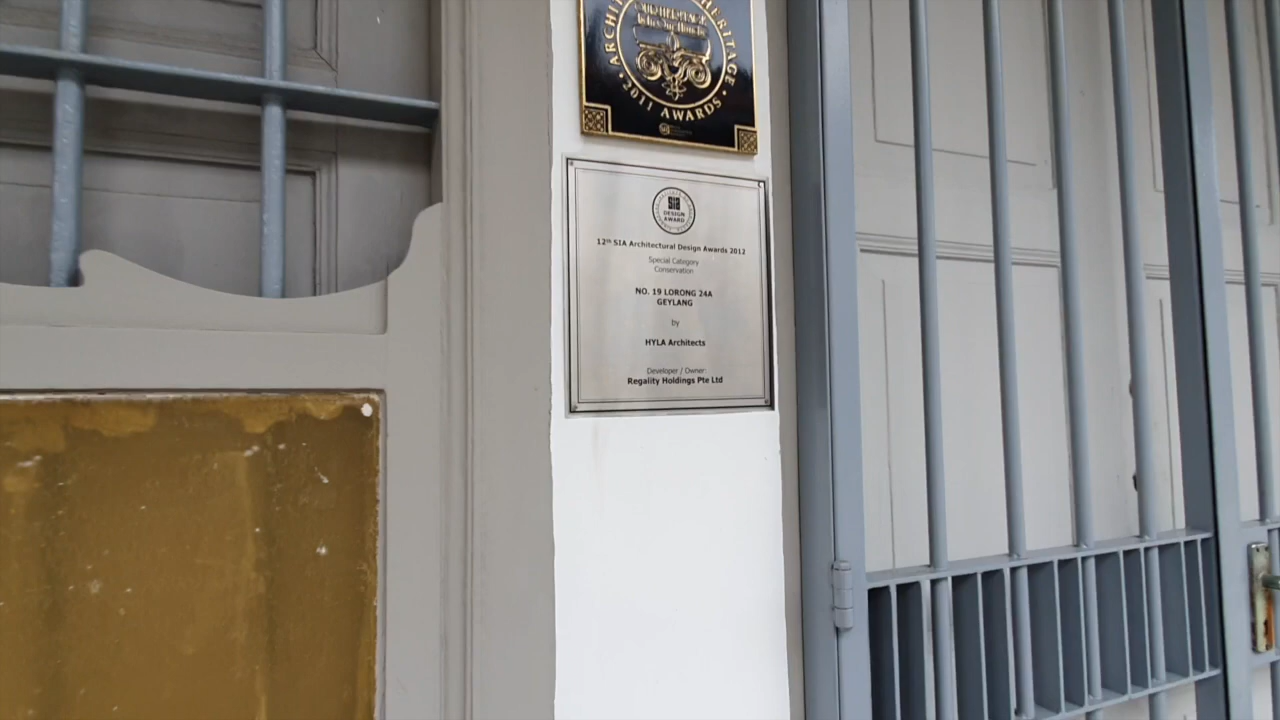 ARCHITECTURAL HERITAGE
• 2011 AWARDS •
sia
DESIGN
AWARD
12th SIA Architectural Design Awards 2012
Special Category
Conservation
NO. 19 LORONG 24A
GEYLANG
by
HYLA Architects
Developer / Owner:
Regality Holdings Pte Ltd